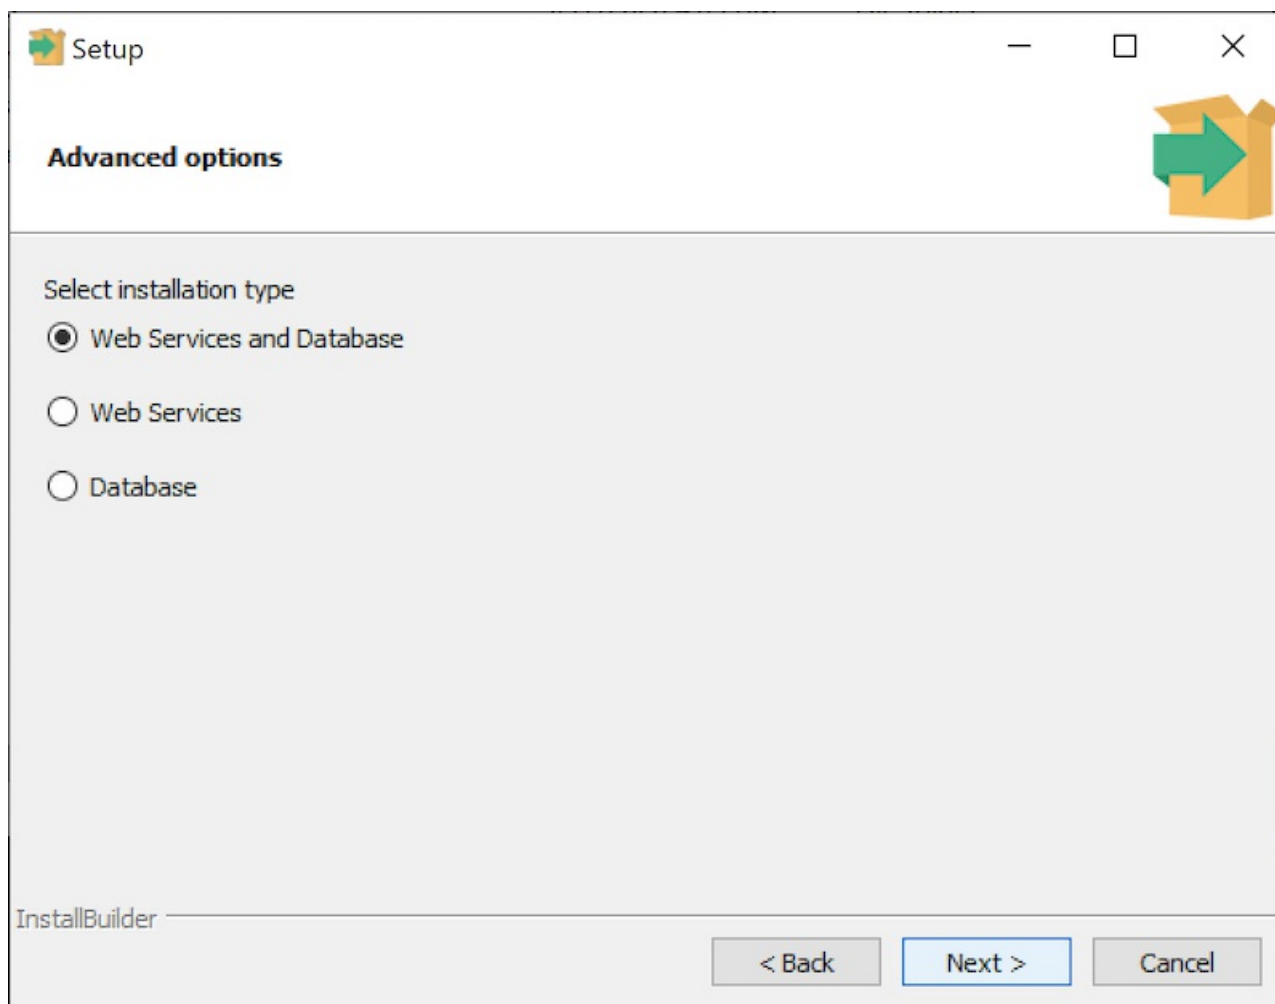 Setup
Advanced options
Select installation type
Web Services and Database
Web Services
Database
InstallBuilder
< Back
Next >
Cancel